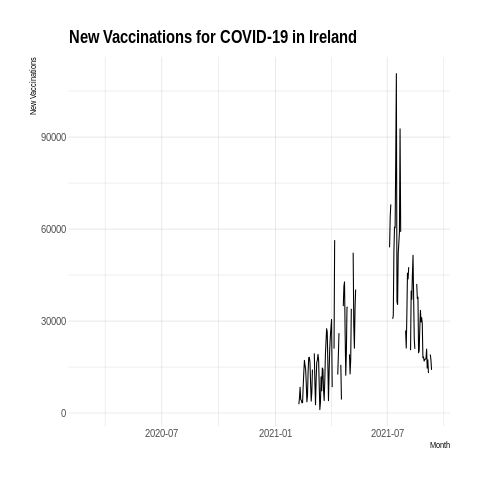 New Vaccinations for COVID-19 in Ireland
New Vaccinations
90000
60000
30000
0
2020-07
2021-01
2021-07
Month